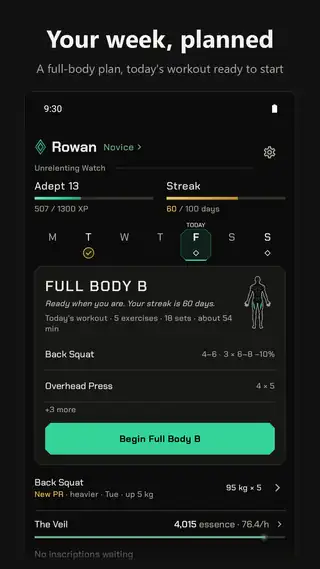 Your week, planned
A full-body plan, today's workout ready to start
9:30
Rowan Novice >
Unrelenting Watch
Adept 13
507 / 1300 XP
Streak
60 / 100 days
TODAY
M T W T F S S
FULL BODY B
Ready when you are. Your streak is 60 days.
Today's workout · 5 exercises · 18 sets · about 54
min
Back Squat 4–6 · 3 × 6–8 −10%
Overhead Press 4 × 5
+3 more
Begin Full Body B
Back Squat 95 kg × 5 >
New PR · heavier · Tue · up 5 kg
The Veil 4,015 essence · 76.4/h >
No inscriptions waiting